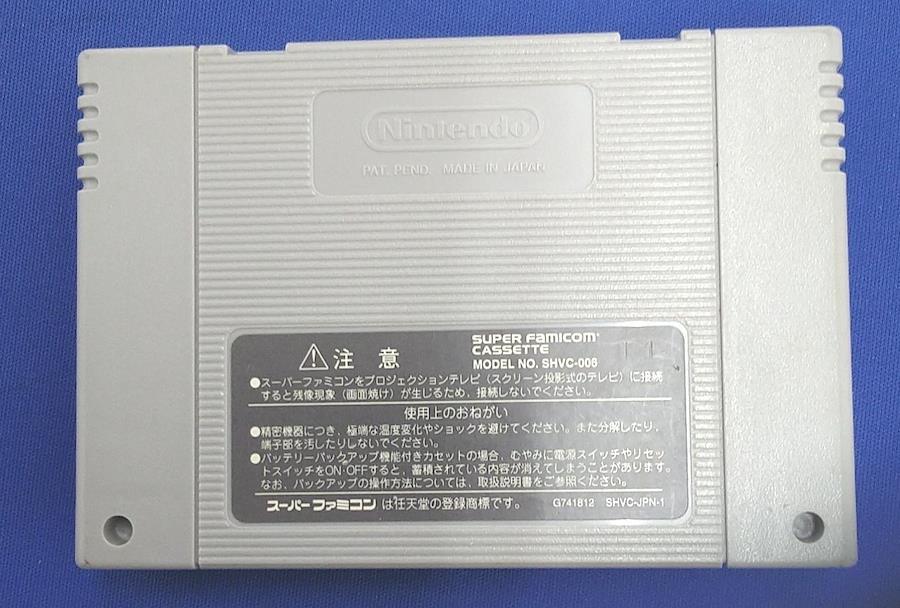 Nintendo
PAT. PEND. MADE IN JAPAN
⚠注 意
SUPER FAMICOM
CASSETTE
MODEL NO. SHVC-006
●スーパーファミコンをプロジェクションテレビ(スクリーン投影式のテレビ)に接続
すると残像現象(画面焼け)が生じるため、接続しないでください。
使用上のおねがい
●精密機器につき、極端な温度変化やショックを避けてください。また分解したり、
端子部を汚したりしないでください。
●バッテリーバックアップ機能付きカセットの場合、むやみに電源スイッチやリセッ
トスイッチをON・OFFすると、蓄積されている内容が消えてしまうことがあります。
なお、バックアップの操作方法については、取扱説明書をご参照ください。
スーパーファミコンは任天堂の登録商標です。
G741812 SHVC-JPN-1